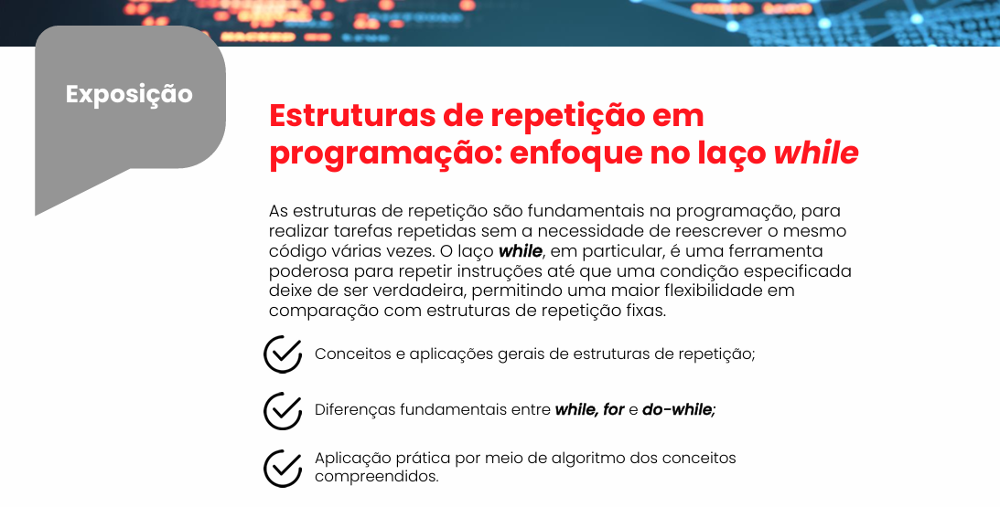 Exposição
Estruturas de repetição em
programação: enfoque no laço while
As estruturas de repetição são fundamentais na programação, para
realizar tarefas repetidas sem a necessidade de reescrever o mesmo
código várias vezes. O laço while, em particular, é uma ferramenta
poderosa para repetir instruções até que uma condição especificada
deixe de ser verdadeira, permitindo uma maior flexibilidade em
comparação com estruturas de repetição fixas.
Conceitos e aplicações gerais de estruturas de repetição;
Diferenças fundamentais entre while, for e do-while;
Aplicação prática por meio de algoritmo dos conceitos
compreendidos.